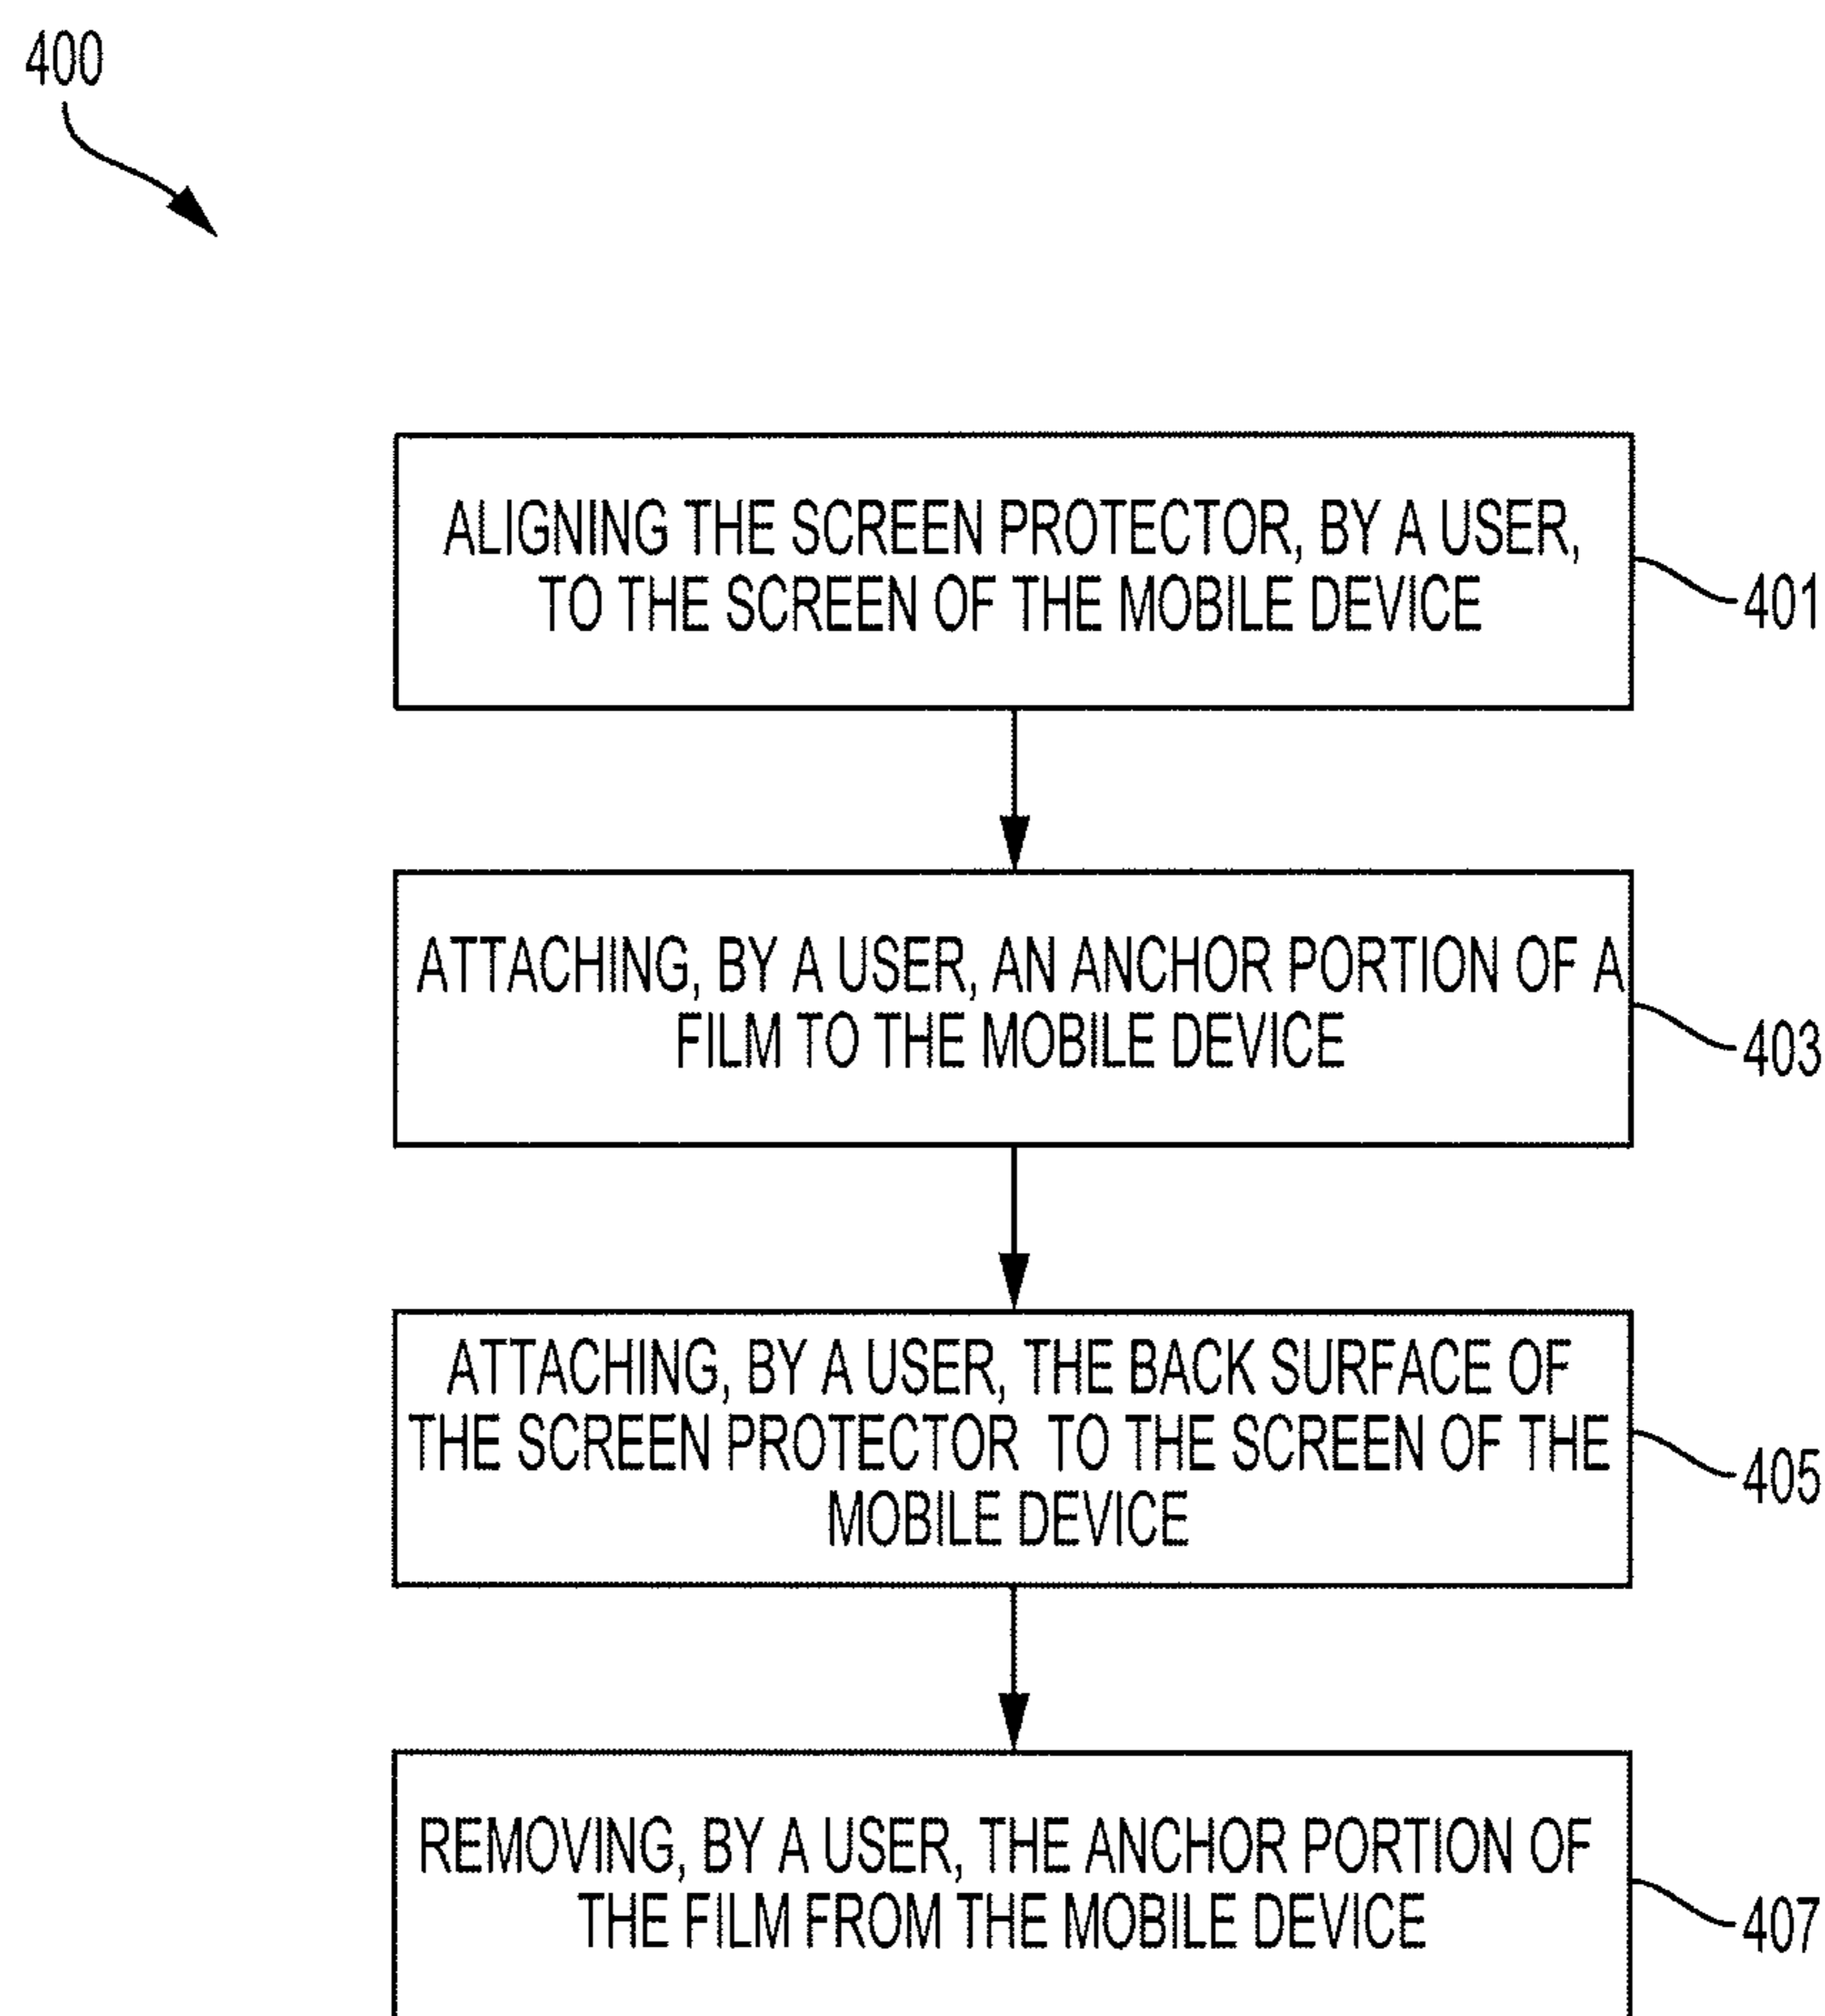 400
ALIGNING THE SCREEN PROTECTOR, BY A USER,
TO THE SCREEN OF THE MOBILE DEVICE
401
ATTACHING, BY A USER, AN ANCHOR PORTION OF A
FILM TO THE MOBILE DEVICE
403
ATTACHING, BY A USER, THE BACK SURFACE OF
THE SCREEN PROTECTOR TO THE SCREEN OF THE
MOBILE DEVICE
405
REMOVING, BY A USER, THE ANCHOR PORTION OF
THE FILM FROM THE MOBILE DEVICE
407